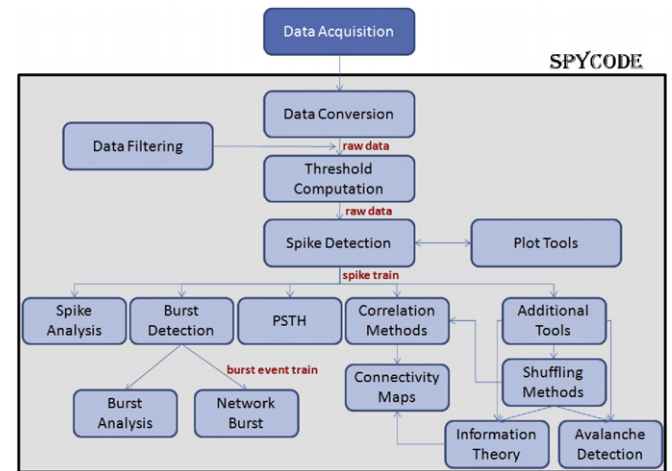 Data Acquisition
SPYCODE
Data Conversion
Data Filtering
raw data
Threshold
Computation
raw data
Spike Detection
Plot Tools
spike train
Spike
Analysis
Burst
Detection
PSTH
Correlation
Methods
Additional
Tools
burst event train
Connectivity
Maps
Shuffling
Methods
Burst
Analysis
Network
Burst
Information
Theory
Avalanche
Detection